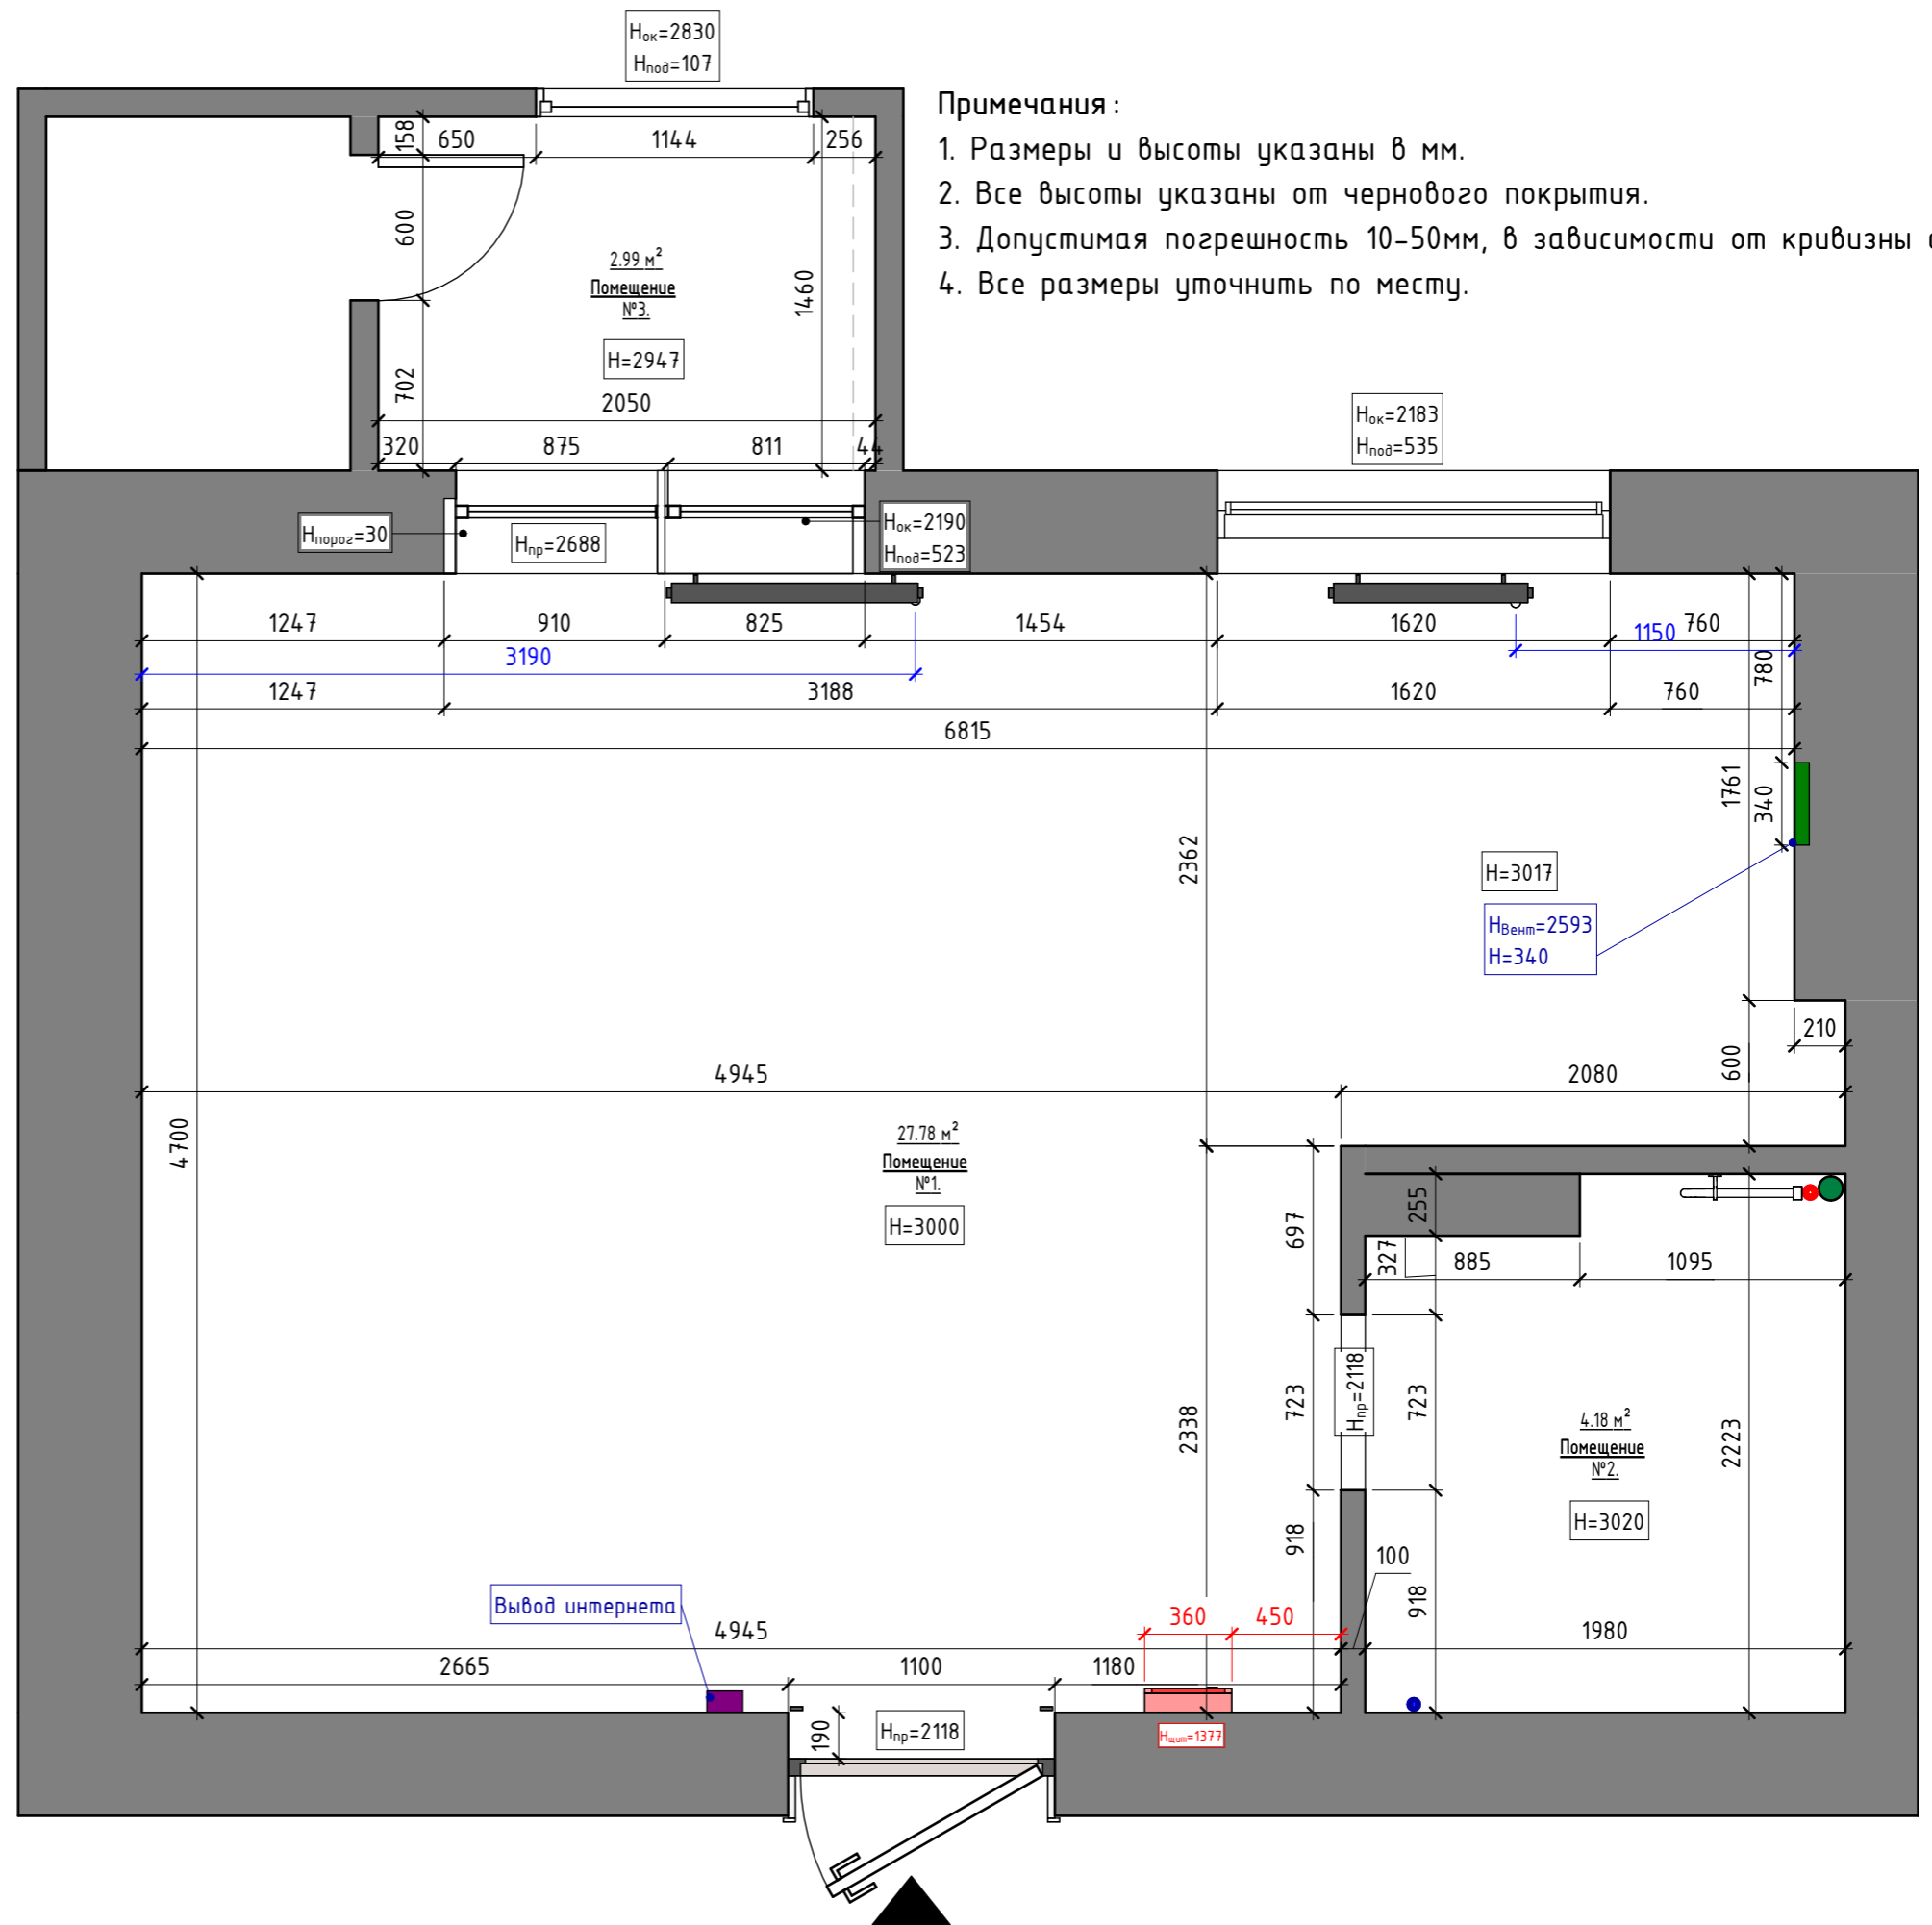 Hок=2830
Hпод=107
Примечания:
1. Размеры и высоты указаны в мм.
2. Все высоты указаны от чернового покрытия.
3. Допустимая погрешность 10-50мм, в зависимости от кривизны
4. Все размеры уточнить по месту.
158
650
1144
256
600
2.99 м²
Помещение
№3.
1460
H=2947
702
2050
320
875
811
44
Hок=2183
Hпод=535
Hпорог=30
Hпр=2688
Hок=2190
Hпод=523
1247
910
825
1454
1620
1150
760
3190
780
1247
3188
1620
760
6815
1761
340
2362
H=3017
HВент=2593
H=340
210
600
4945
2080
4700
27.78 м²
Помещение
№1.
H=3000
697
255
327
885
1095
2338
723
Hпр=2118
723
4.18 м²
Помещение
№2.
2223
H=3020
918
100
918
Вывод интернета
360
450
4945
1980
2665
1100
1180
190
Hпр=2118
Hщит=1377